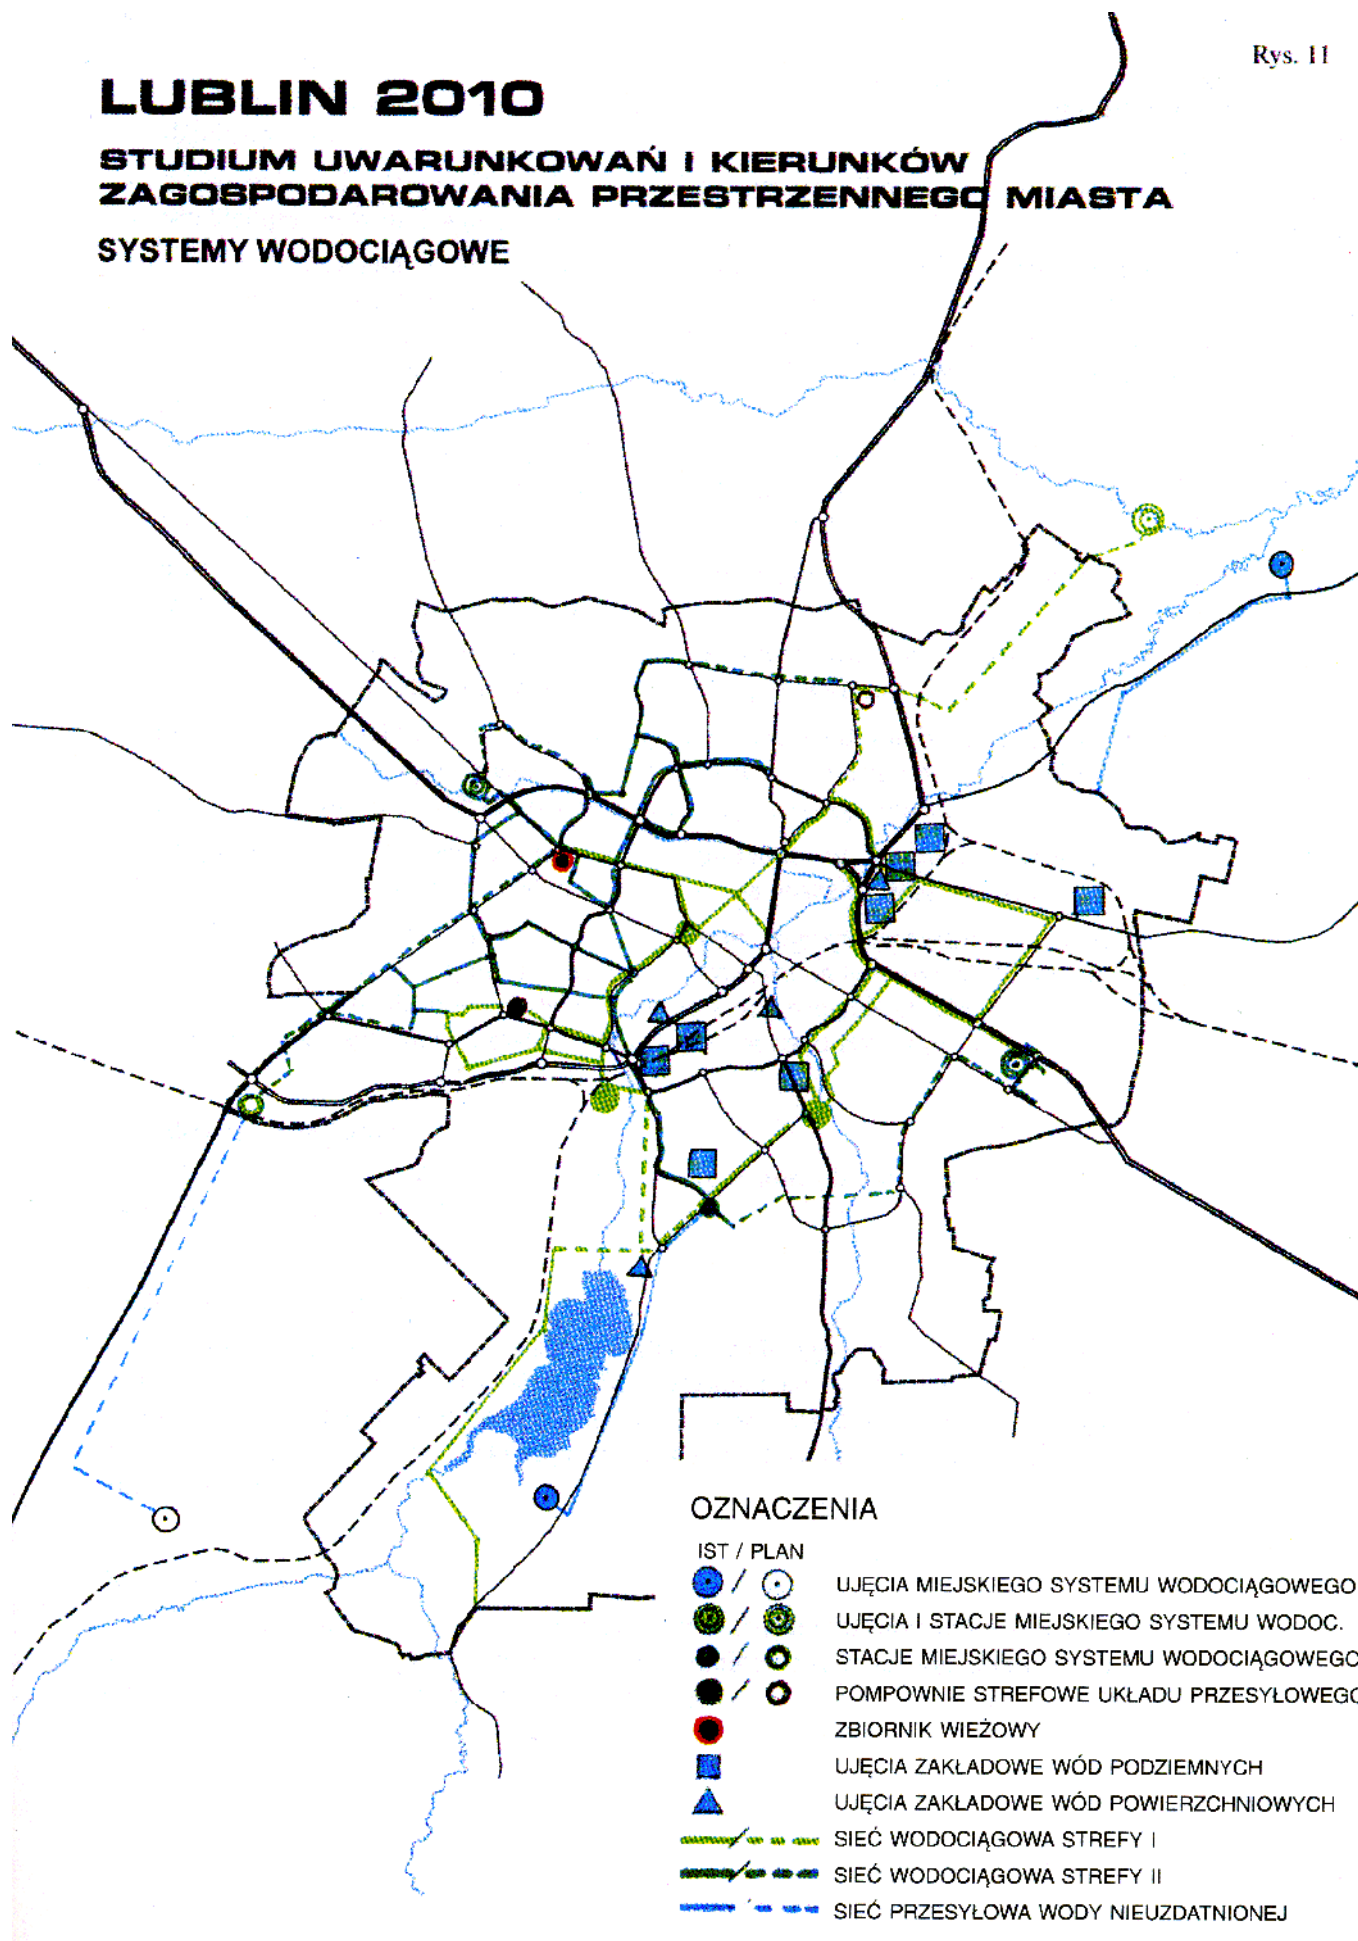 Rys. 11
LUBLIN 2010
STUDIUM UWARUNKOWAŃ I KIERUNKÓW
ZAGOSPODAROWANIA PRZESTRZENNEGO MIASTA
SYSTEMY WODOCIĄGOWE
OZNACZENIA
IST / PLAN
UJĘCIA MIEJSKIEGO SYSTEMU WODOCIĄGOWEGO
UJĘCIA I STACJE MIEJSKIEGO SYSTEMU WODOC.
STACJE MIEJSKIEGO SYSTEMU WODOCIĄGOWEGO
POMPOWNIE STREFOWE UKŁADU PRZESYŁOWEGO
ZBIORNIK WIEŻOWY
UJĘCIA ZAKŁADOWE WÓD PODZIEMNYCH
UJĘCIA ZAKŁADOWE WÓD POWIERZCHNIOWYCH
SIEĆ WODOCIĄGOWA STREFY I
SIEĆ WODOCIĄGOWA STREFY II
SIEĆ PRZESYŁOWA WODY NIEUZDATNIONEJ